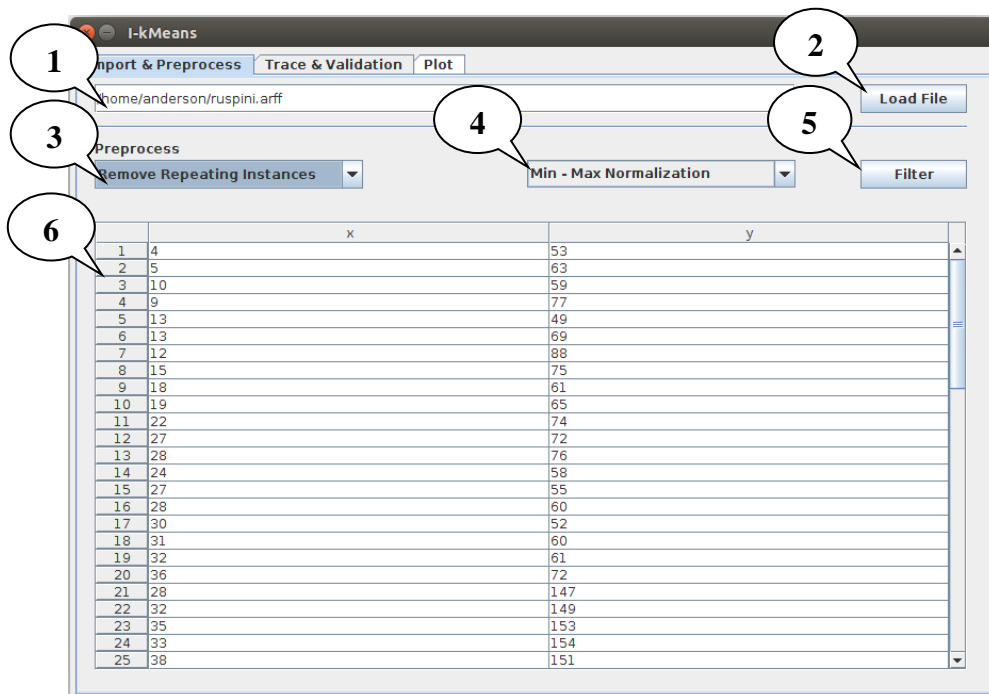 I-kMeans
1
2
mport & Preprocess Trace & Validation Plot
/home/anderson/ruspini.arff
Load File
3
4
5
Preprocess
Remove Repeating Instances
Min - Max Normalization
Filter
6
x y
1 4 53
2 5 63
3 10 59
4 9 77
5 13 49
6 13 69
7 12 88
8 15 75
9 18 61
10 19 65
11 22 74
12 27 72
13 28 76
14 24 58
15 27 55
16 28 60
17 30 52
18 31 60
19 32 61
20 36 72
21 28 147
22 32 149
23 35 153
24 33 154
25 38 151